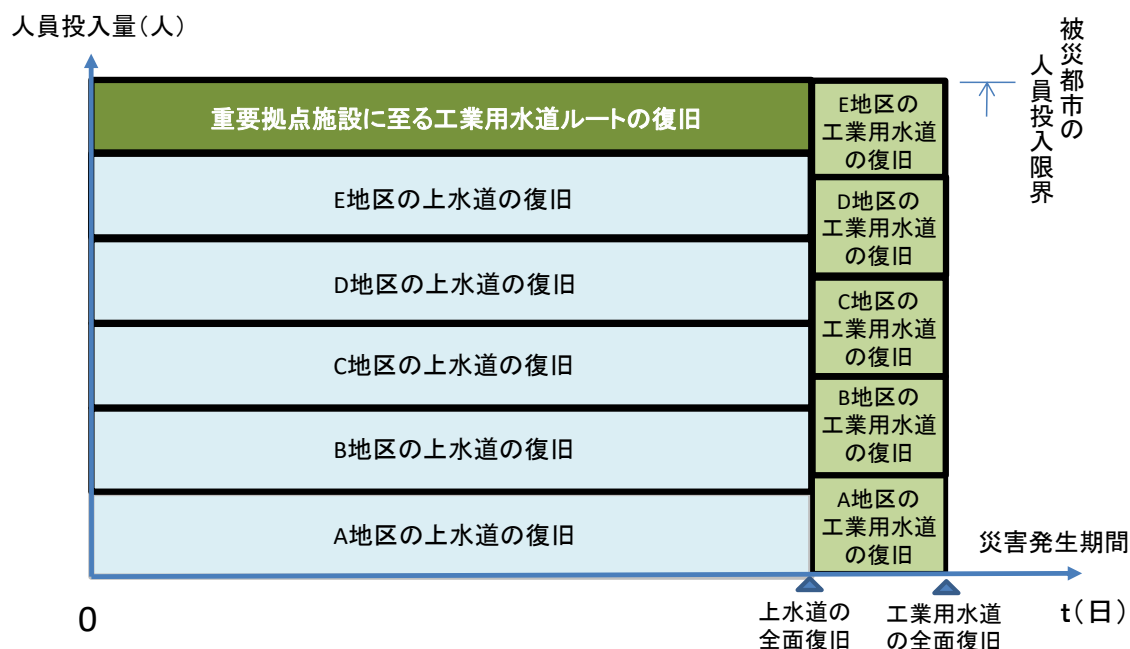 人員投入量(人)
被災都市の
人員投入限界
重要拠点施設に至る工業用水道ルートの復旧
E地区の上水道の復旧
D地区の上水道の復旧
C地区の上水道の復旧
B地区の上水道の復旧
A地区の上水道の復旧
E地区の
工業用水道
の復旧
D地区の
工業用水道
の復旧
C地区の
工業用水道
の復旧
B地区の
工業用水道
の復旧
A地区の
工業用水道
の復旧
災害発生期間
0
上水道の
全面復旧
工業用水道
の全面復旧
t(日)